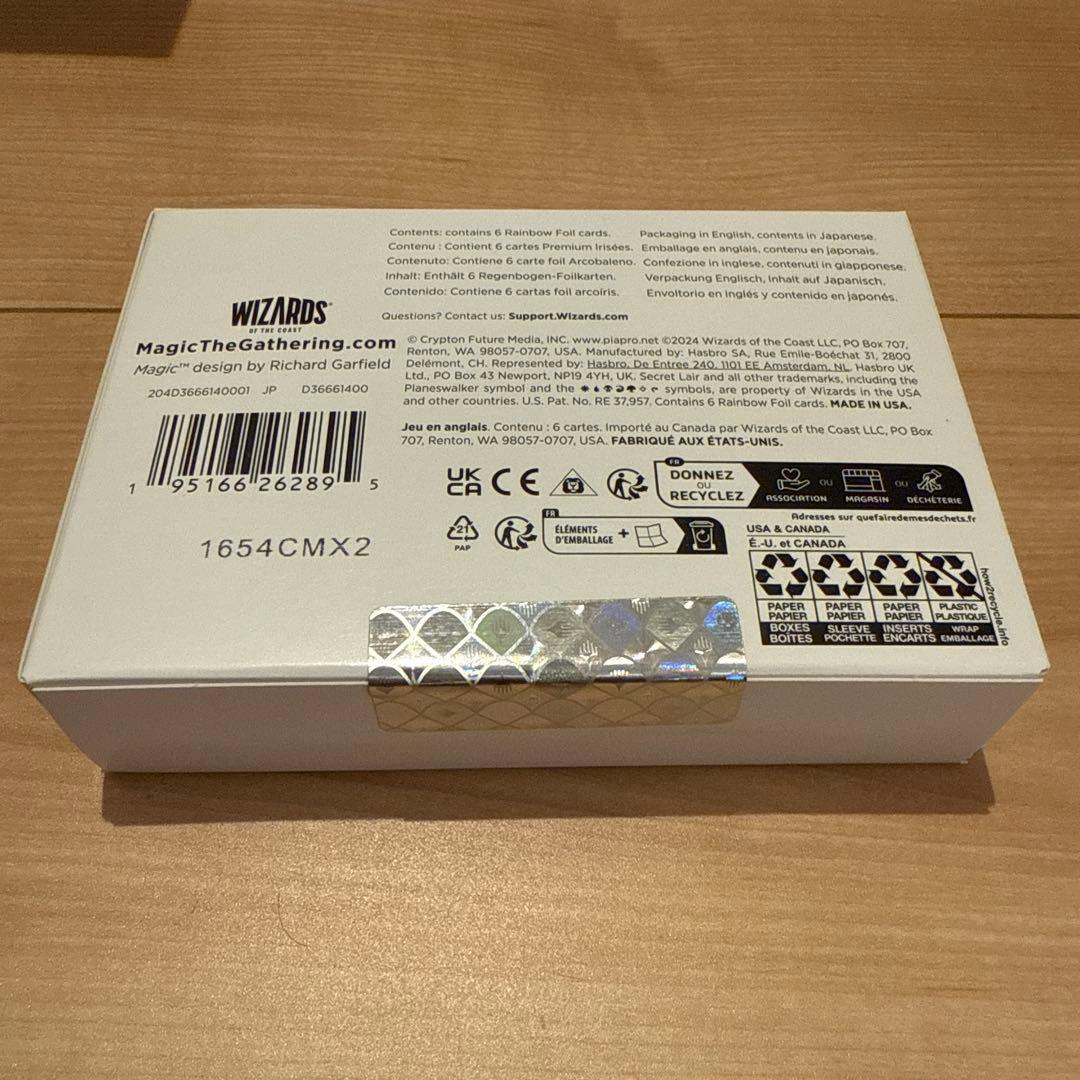 Contents: contains 6 Rainbow Foil cards.
Contenu : Contient 6 cartes Premium Irisées.
Contenuto: Contiene 6 carte foil Arcobaleno.
Inhalt: Enthält 6 Regenbogen-Foilkarten.
Contenido: Contiene 6 cartas foil arcoíris.
Packaging in English, contents in Japanese.
Emballage en anglais, contenu en japonais.
Confezione in inglese, contenuti in giapponese.
Verpackung Englisch, Inhalt auf Japanisch.
Envoltorio en inglés y contenido en japonés.
Questions? Contact us: Support.Wizards.com
WIZARDS
OF THE COAST
MagicTheGathering.com
Magic™ design by Richard Garfield
204D3666140001 JP D36661400
1 95166 26289 5
1654CMX2
© Crypton Future Media, INC. www.piapro.net ©2024 Wizards of the Coast LLC, PO Box 707,
Renton, WA 98057-0707, USA. Manufactured by: Hasbro SA, Rue Emile-Boéchat 31, 2800
Delémont, CH. Represented by: Hasbro, De Entree 240, 1101 EE Amsterdam, NL. Hasbro UK
Ltd., PO Box 43 Newport, NP19 4YH, UK. Secret Lair and all other trademarks, including the
Planeswalker symbol and the symbols, are property of Wizards in the USA
and other countries. U.S. Pat. No. RE 37,957. Contains 6 Rainbow Foil cards. MADE IN USA.
Jeu en anglais. Contenu : 6 cartes. Importé au Canada par Wizards of the Coast LLC, PO Box
707, Renton, WA 98057-0707, USA. FABRIQUÉ AUX ÉTATS-UNIS.
UK
CA
CE
FR
DONNEZ
OU
RECYCLEZ
ASSOCIATION
OU
MAGASIN
OU
DÉCHÈTERIE
Adresses sur quefairedemesdechets.fr
21
PAP
FR
ÉLÉMENTS
D'EMBALLAGE
+
USA & CANADA
É.-U. et CANADA
PAPER
PAPIER
BOXES
BOÎTES
PAPER
PAPIER
SLEEVE
POCHETTE
PAPER
PAPIER
INSERTS
ENCARTS
PLASTIC
PLASTIQUE
WRAP
EMBALLAGE
how2recycle.info